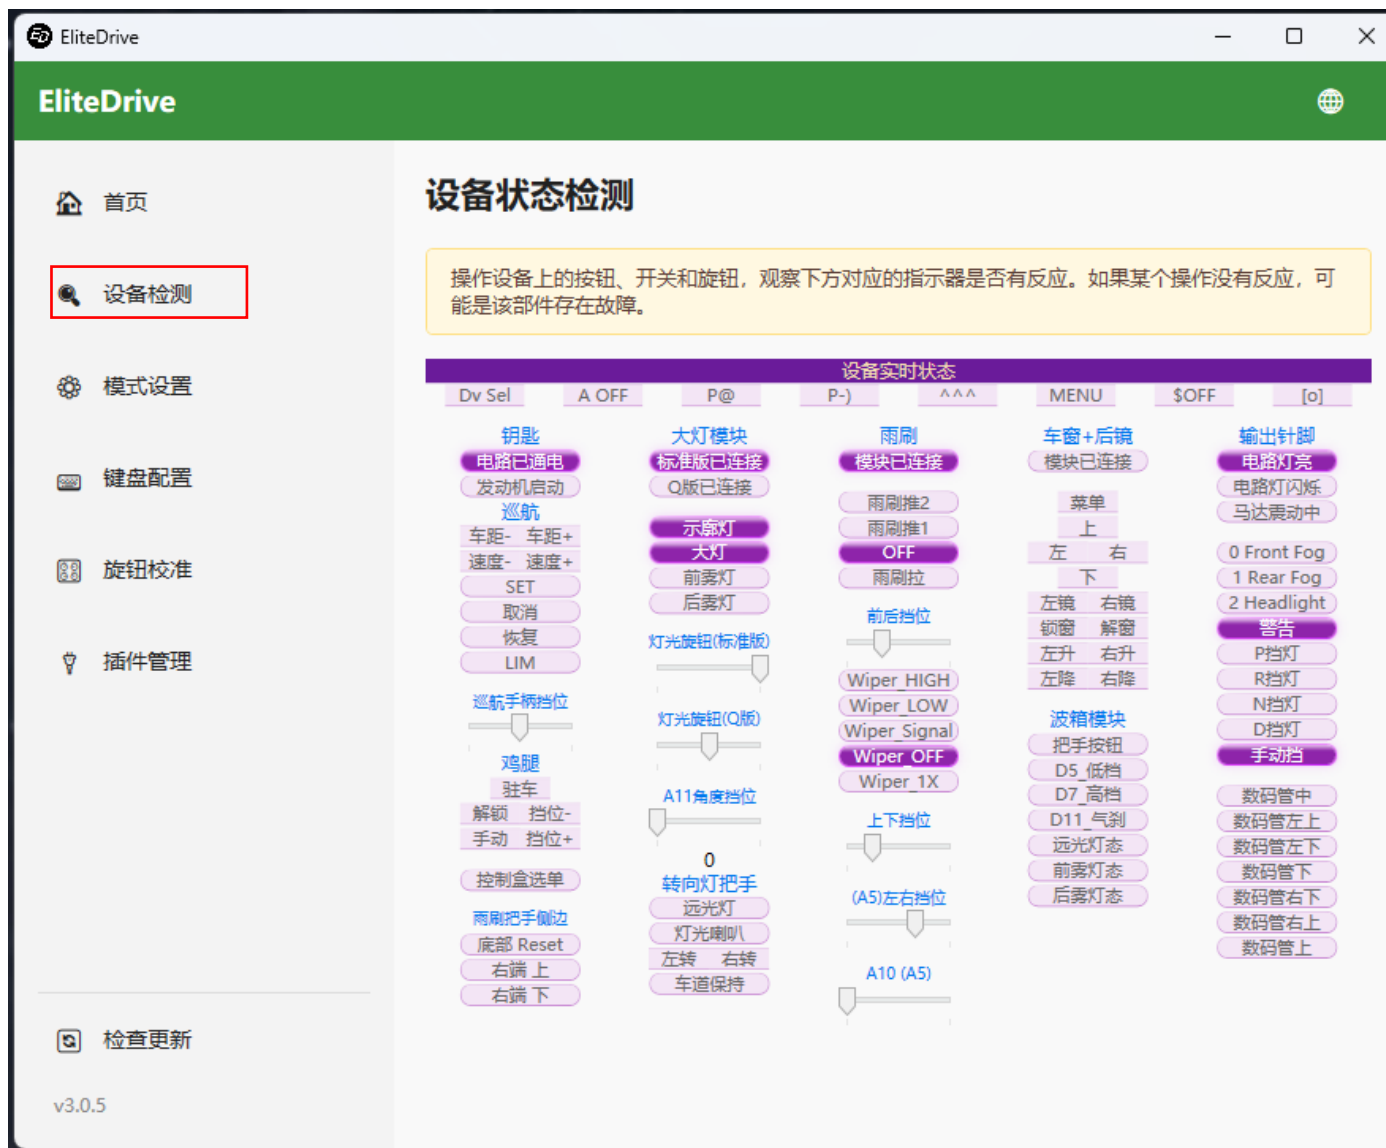 EliteDrive
EliteDrive
首页
设备检测
模式设置
键盘配置
旋钮校准
插件管理
检查更新
v3.0.5
设备状态检测
操作设备上的按钮、开关和旋钮，观察下方对应的指示器是否有反应。如果某个操作没有反应，可
能是该部件存在故障。
设备实时状态
Dv Sel A OFF P@ P-) ^^^ MENU $OFF [o]
钥匙
电路已通电
发动机启动
巡航
车距- 车距+
速度- 速度+
SET
取消
恢复
LIM
巡航手柄挡位
鸡腿
驻车
解锁 挡位-
手动 挡位+
控制盒选单
雨刷把手侧边
底部 Reset
右端 上
右端 下
大灯模块
标准版已连接
Q版已连接
示廓灯
大灯
前雾灯
后雾灯
灯光旋钮(标准版)
灯光旋钮(Q版)
A11角度挡位
0
转向灯把手
远光灯
灯光喇叭
左转 右转
车道保持
雨刷
模块已连接
雨刷推2
雨刷推1
OFF
雨刷拉
前后挡位
Wiper_HIGH
Wiper_LOW
Wiper_Signal
Wiper_OFF
Wiper_1X
上下挡位
(A5)左右挡位
A10 (A5)
车窗+后镜
模块已连接
菜单
上
左 右
下
左镜 右镜
锁窗 解窗
左升 右升
左降 右降
波箱模块
把手按钮
D5_低档
D7_高档
D11_气刹
远光灯态
前雾灯态
后雾灯态
输出针脚
电路灯亮
电路灯闪烁
马达震动中
0 Front Fog
1 Rear Fog
2 Headlight
警告
P挡灯
R挡灯
N挡灯
D挡灯
手动挡
数码管中
数码管左上
数码管左下
数码管下
数码管右下
数码管右上
数码管上